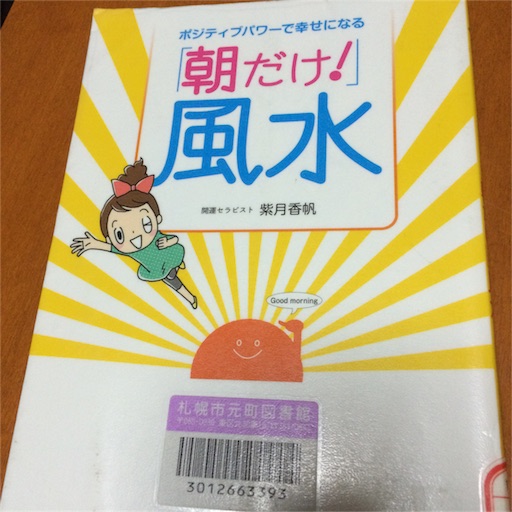 ポジティブパワーで幸せになる
「朝だけ!」
風水
開運セラピスト 紫月香帆
Good morning
札幌市元町図書館
3012663393